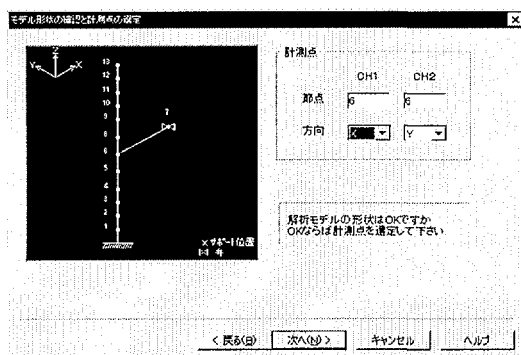 モデル形状の確認と計測点の選定
Z
Y
X
13
12
11
10
9
8
6
5
4
3
2
1
7
×サポート位置
弁
計測点
CH1 CH2
節点 6 6
方向 X Y
解析モデルの形状はOKですか
OKならば計測点を選定して下さい
< 戻る(B) 次へ(N) > キャンセル ヘルプ